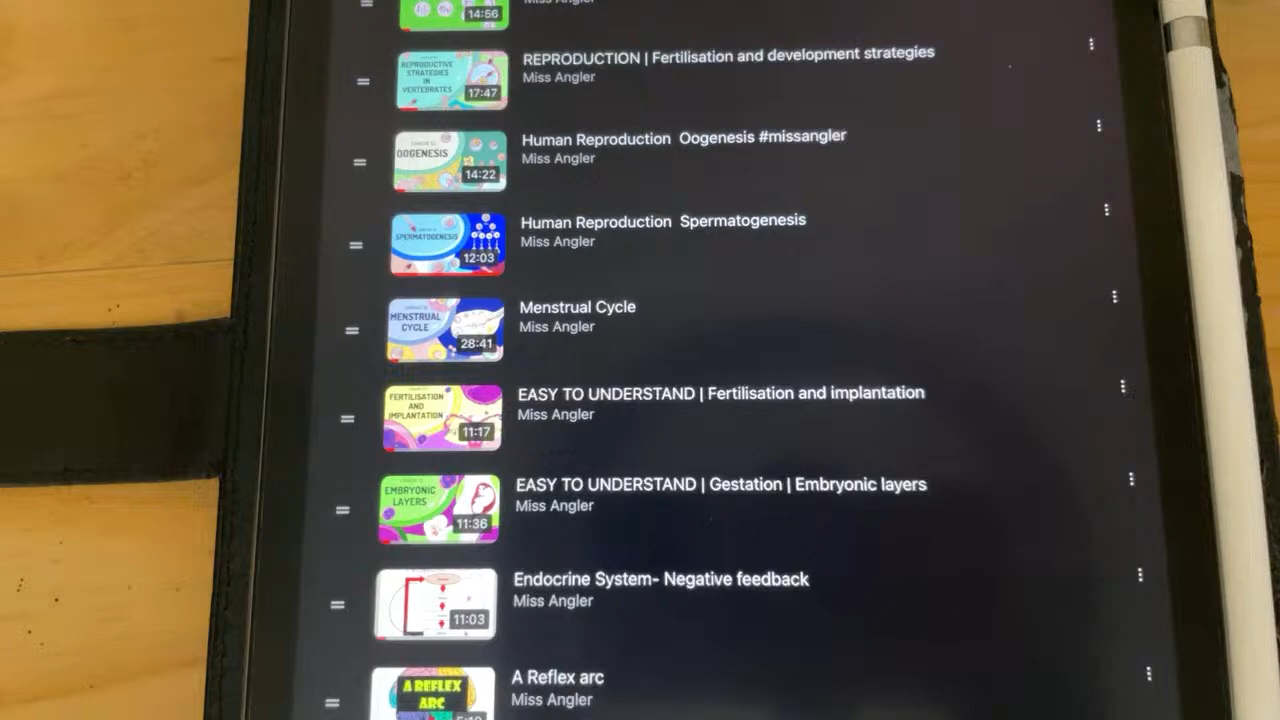 14:56
Miss Angler
REPRODUCTIVE
STRATEGIES
IN
VERTEBRATES
17:47
REPRODUCTION | Fertilisation and development strategies
Miss Angler
OOGENESIS
14:22
Human Reproduction Oogenesis #missangler
Miss Angler
SPERMATOGENESIS
12:03
Human Reproduction Spermatogenesis
Miss Angler
MENSTRUAL
CYCLE
28:41
Menstrual Cycle
Miss Angler
FERTILISATION
AND
IMPLANTATION
11:17
EASY TO UNDERSTAND | Fertilisation and implantation
Miss Angler
EMBRYONIC
LAYERS
11:36
EASY TO UNDERSTAND | Gestation | Embryonic layers
Miss Angler
11:03
Endocrine System- Negative feedback
Miss Angler
A REFLEX
ARC
A Reflex arc
Miss Angler